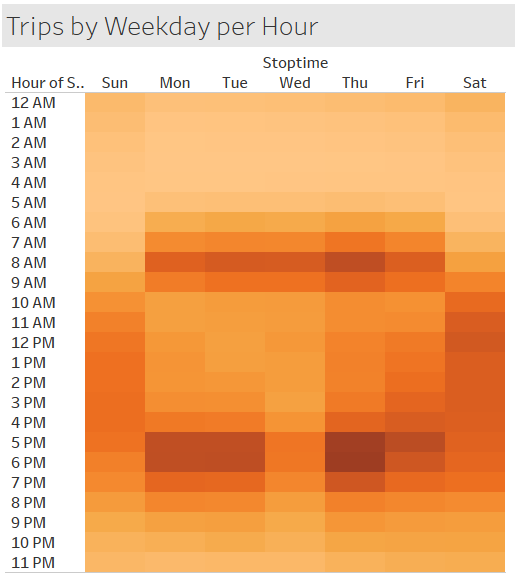 Trips by Weekday per Hour
Stoptime
Hour of S.. Sun Mon Tue Wed Thu Fri Sat
12 AM
1 AM
2 AM
3 AM
4 AM
5 AM
6 AM
7 AM
8 AM
9 AM
10 AM
11 AM
12 PM
1 PM
2 PM
3 PM
4 PM
5 PM
6 PM
7 PM
8 PM
9 PM
10 PM
11 PM